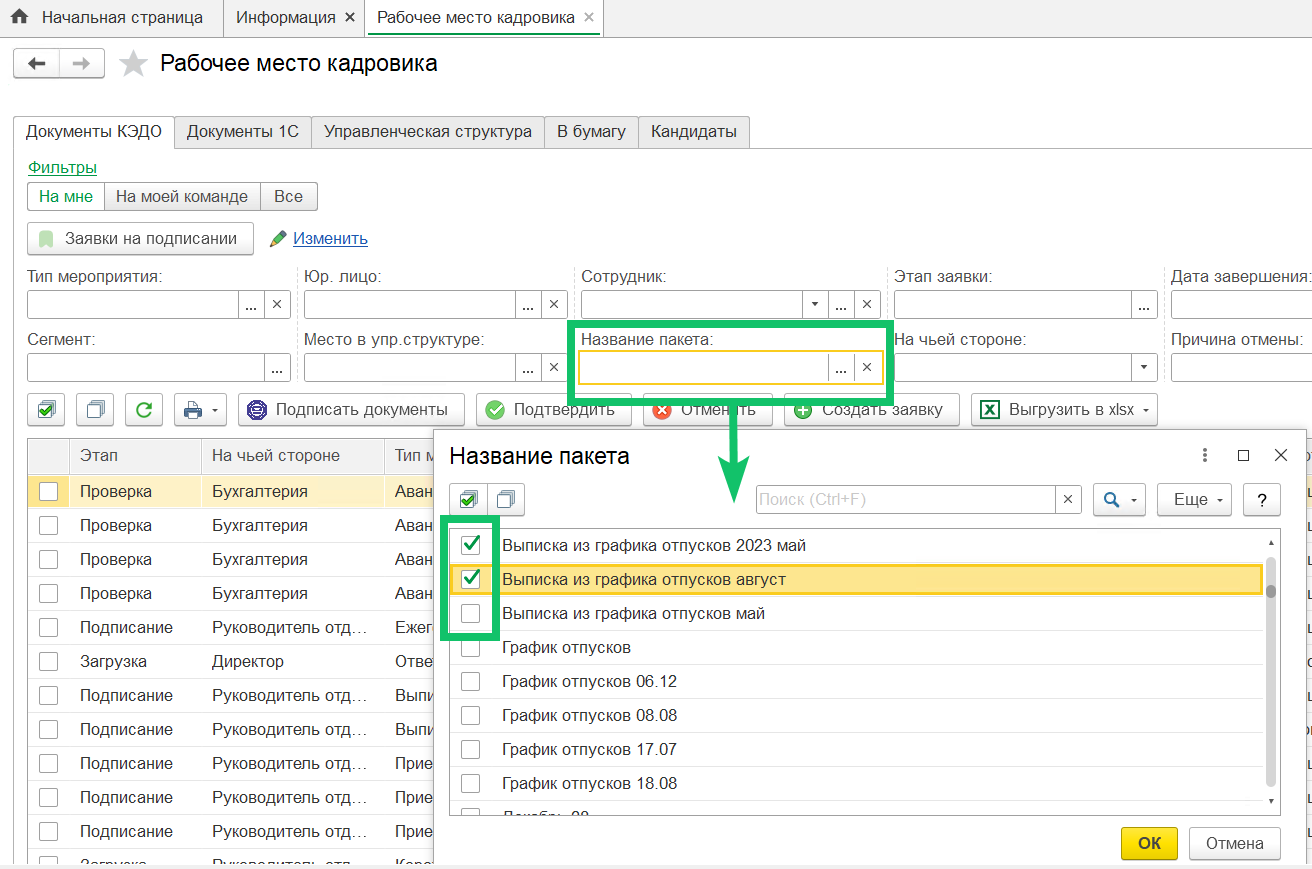 Начальная страница Информация × Рабочее место кадровика ×
Рабочее место кадровика
Документы КЭДО Документы 1С Управленческая структура В бумагу Кандидаты
Фильтры
На мне На моей команде Все
Заявки на подписании Изменить
Тип мероприятия: Юр. лицо: Сотрудник: Этап заявки: Дата завершения:
... × ... × ... × ...
Сегмент: Место в упр.структуре: Название пакета: На чьей стороне: Причина отмены:
... ... × ... ×
Подписать документы Подтвердить Отменить Создать заявку Выгрузить в xlsx
Этап На чьей стороне Тип м
Название пакета
Поиск (Ctrl+F) × Еще ?
Проверка Бухгалтерия Аван
Проверка Бухгалтерия Аван
Проверка Бухгалтерия Аван
Проверка Бухгалтерия Аван
Подписание Руководитель отд... Ежег
Загрузка Директор Отве
Подписание Руководитель отд... Выпи
Подписание Руководитель отд... Выпи
Подписание Руководитель отд... Прие
Подписание Руководитель отд... Прие
Подписание Руководитель отд... Прие
Загрузка Руководитель отд...
Выписка из графика отпусков 2023 май
Выписка из графика отпусков август
Выписка из графика отпусков май
График отпусков
График отпусков 06.12
График отпусков 08.08
График отпусков 17.07
График отпусков 18.08
ОК Отмена